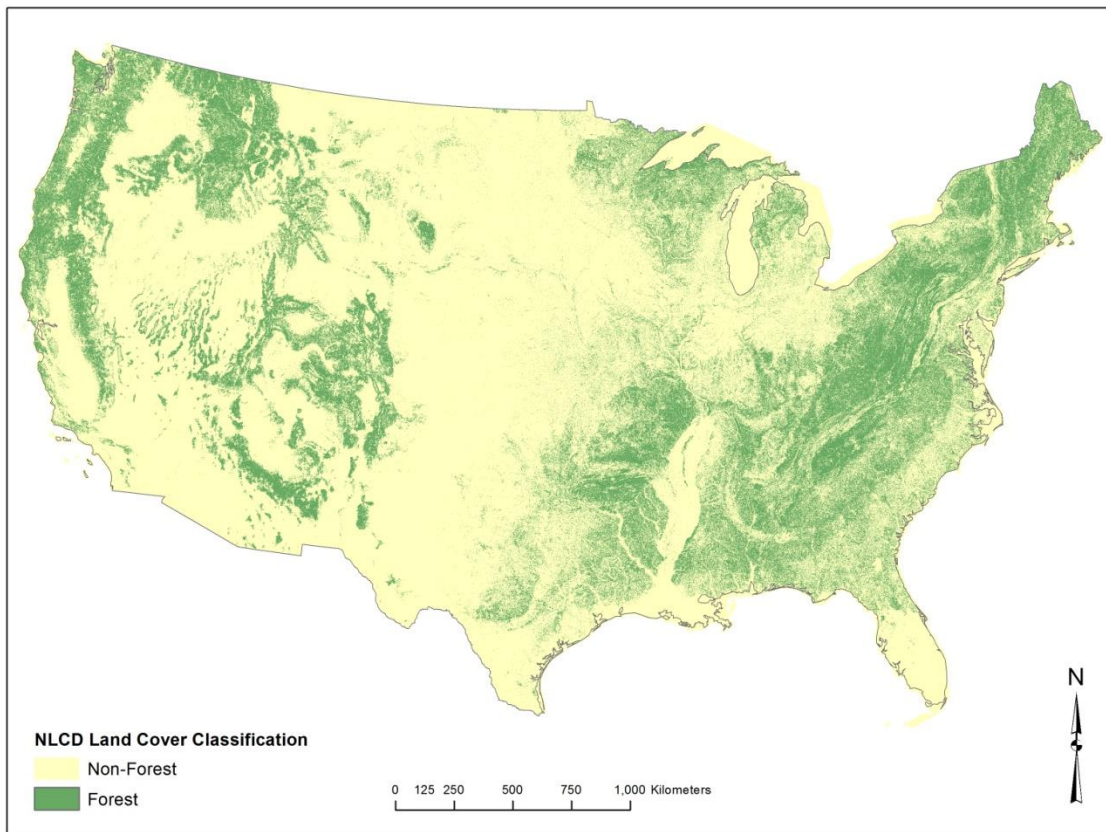 N
NLCD Land Cover Classification
Non-Forest
Forest
0 125 250 500 750 1,000 Kilometers